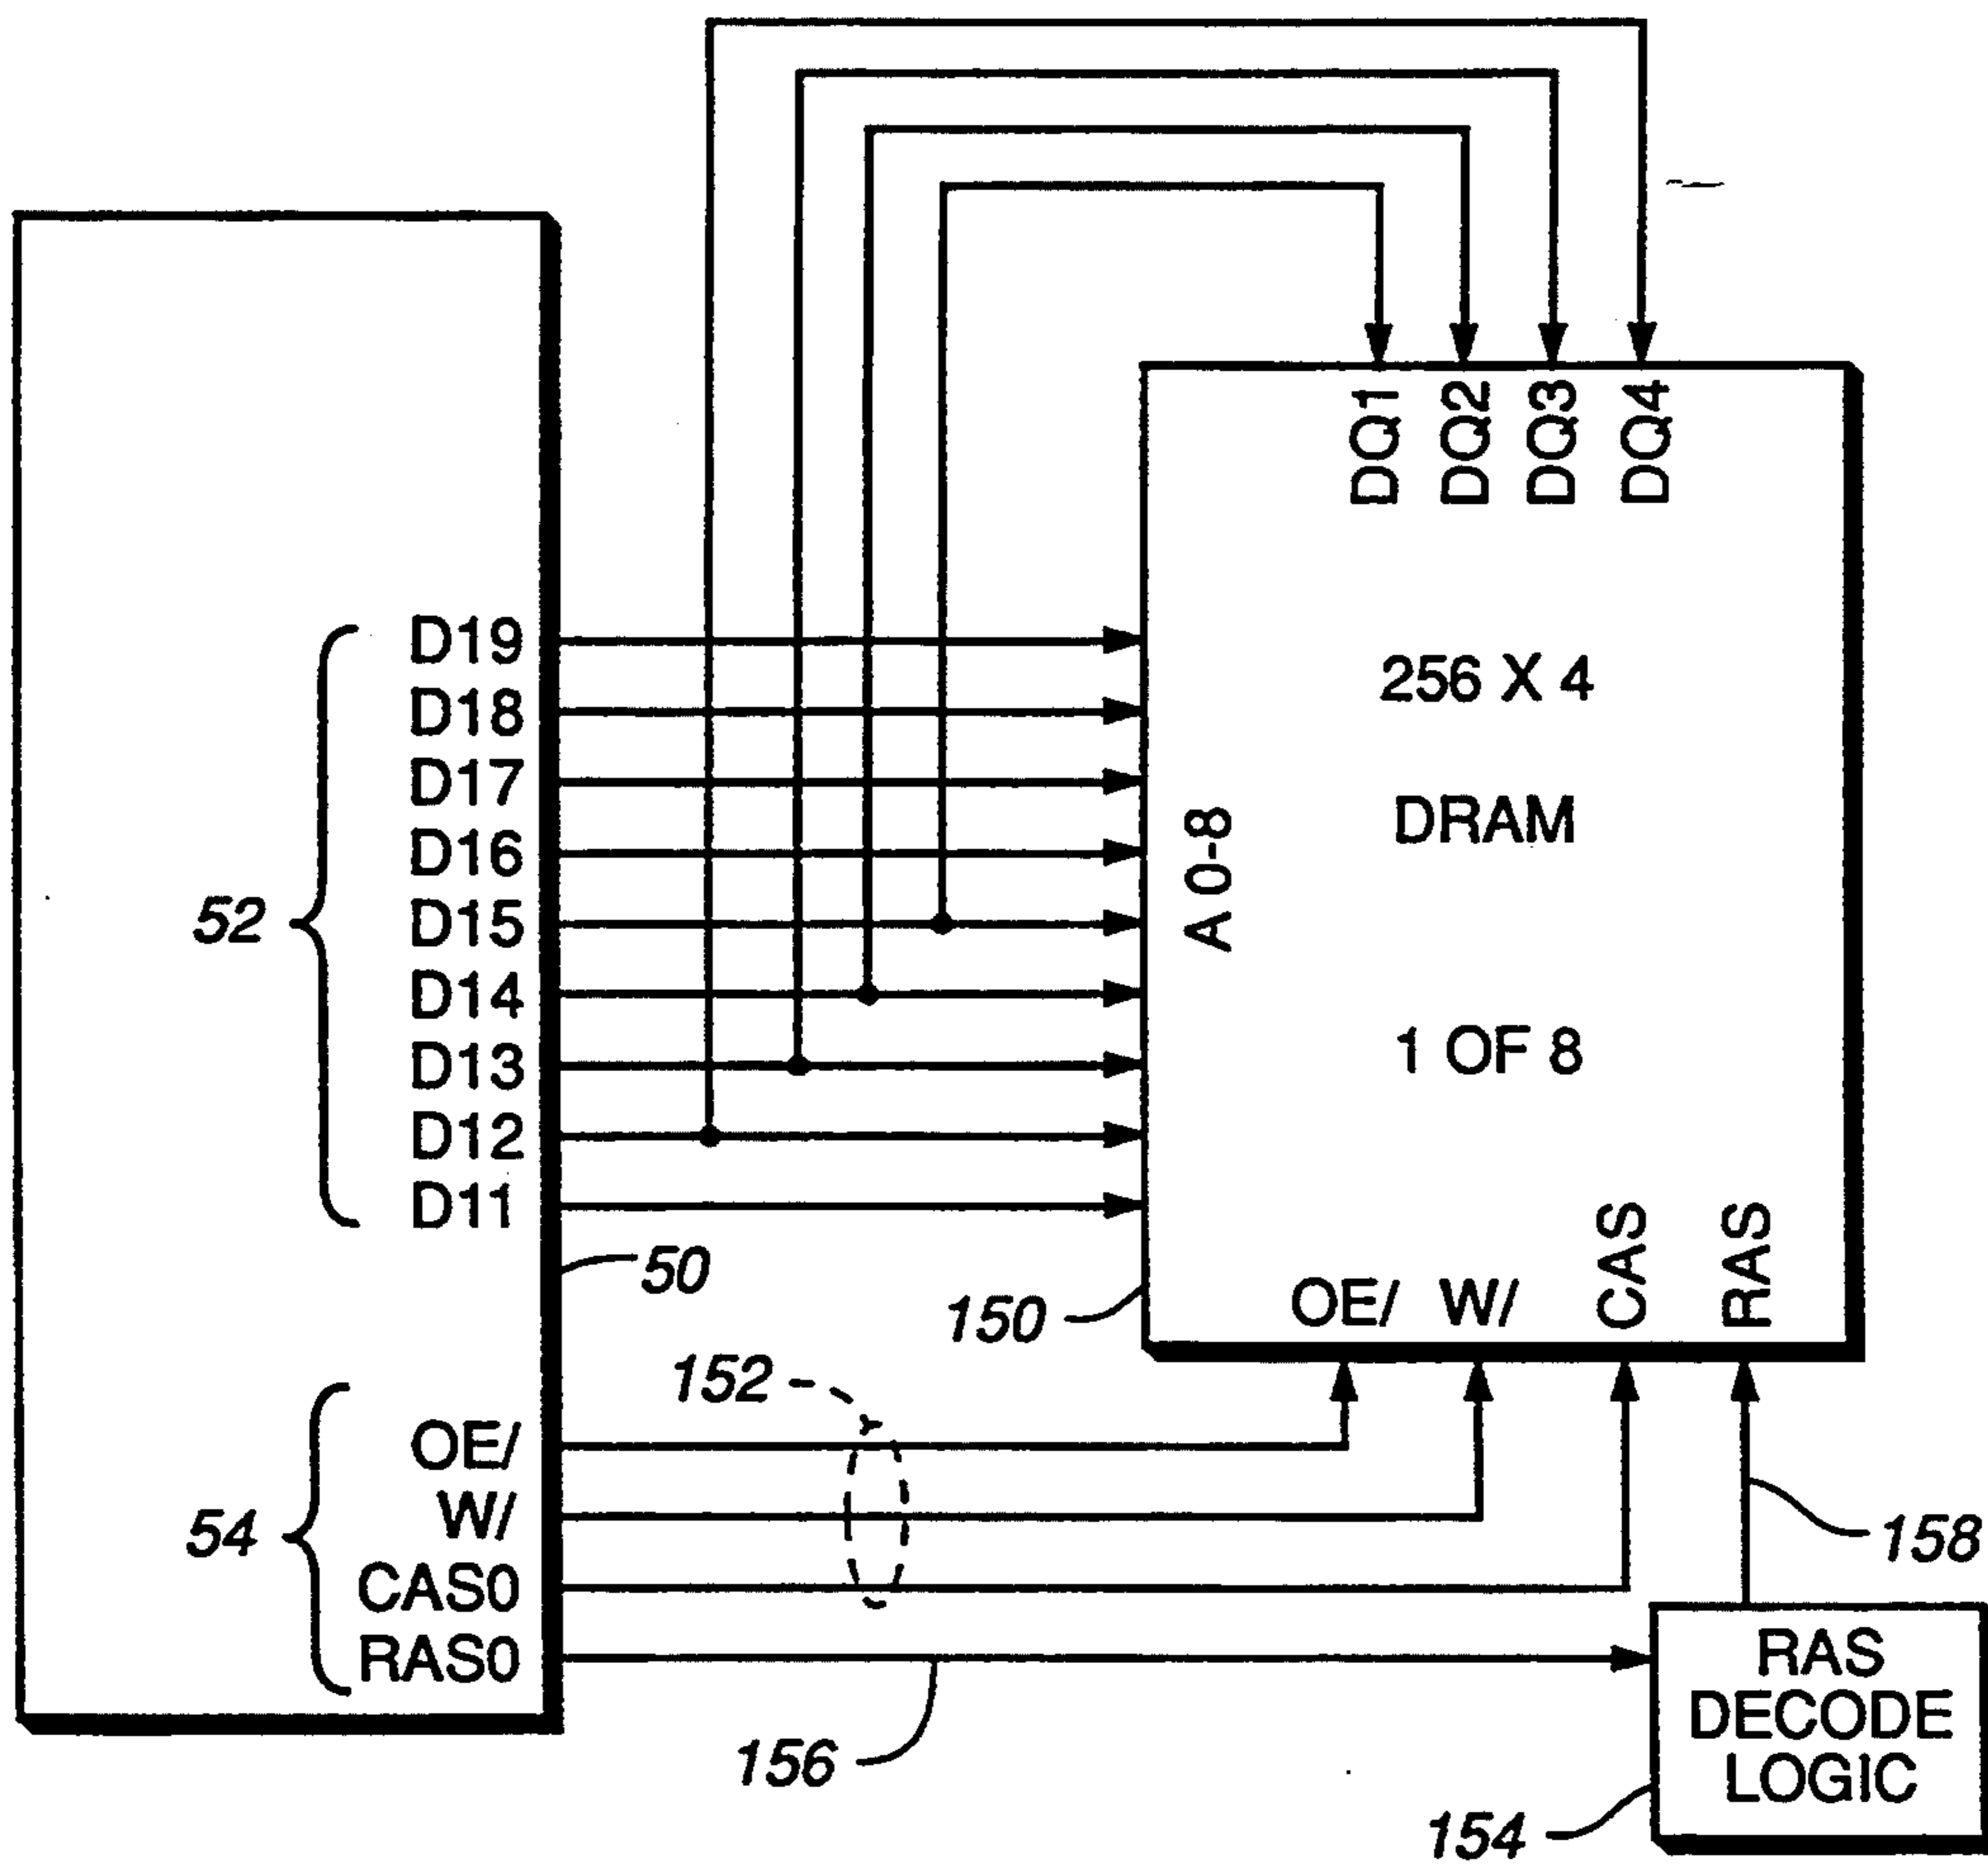 DQ1
DQ2
DQ3
DQ4
D19
D18
D17
D16
D15
D14
D13
D12
D11
52
A 0-8
256 X 4
DRAM
1 OF 8
50
150
OE/
W/
CAS
RAS
152
OE/
W/
CAS0
RAS0
54
158
156
RAS
DECODE
LOGIC
154